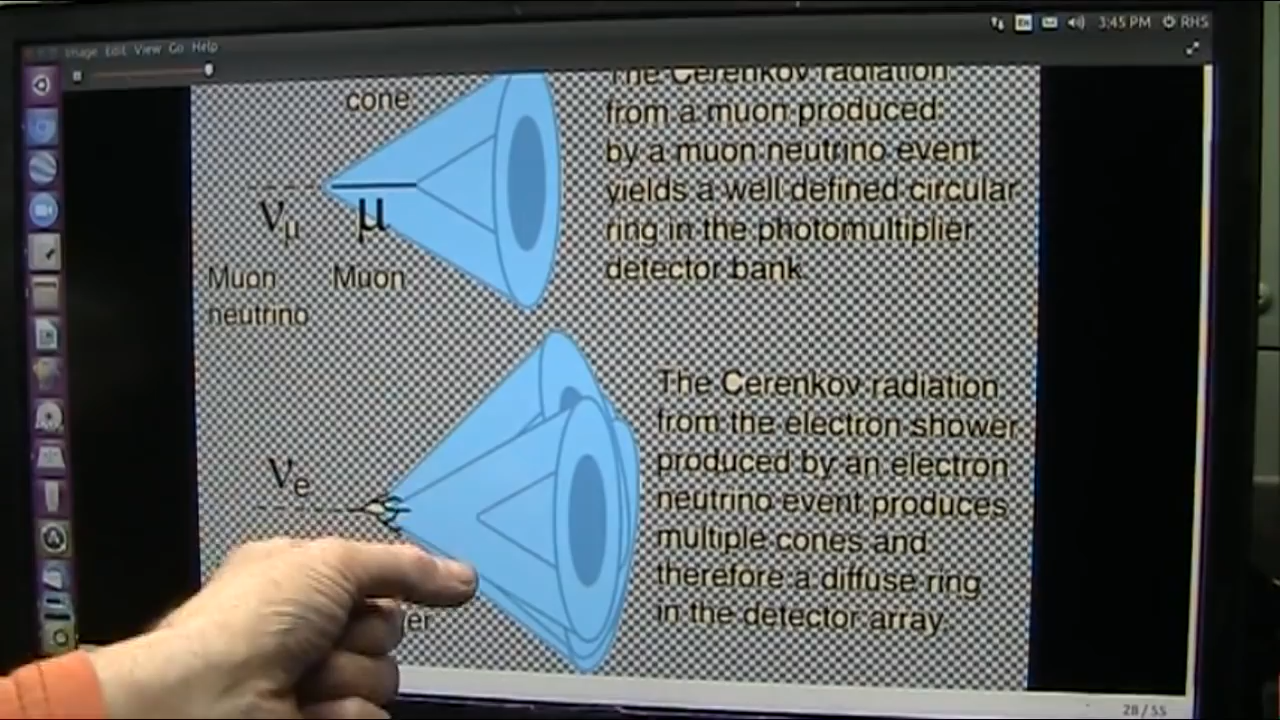 3:45 PM RHS
Image Edit View Go Help
cone
The Cerenkov radiation
from a muon produced
by a muon neutrino event
yields a well defined circular
ring in the photomultiplier
detector bank
νμ μ
Muon Muon
neutrino
The Cerenkov radiation
from the electron shower
produced by an electron
neutrino event produces
multiple cones and
therefore a diffuse ring
in the detector array
νe
28/55